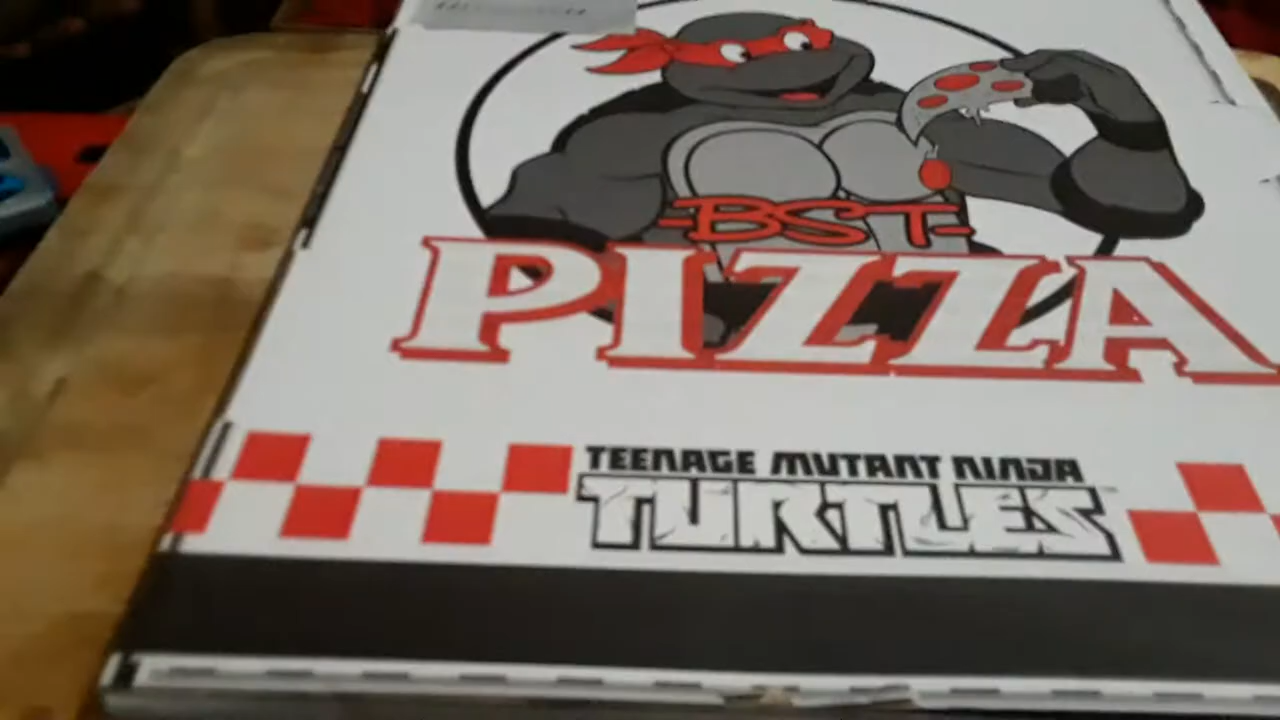 -BST-
PIZZA
TEENAGE MUTANT NINJA
TURTLES